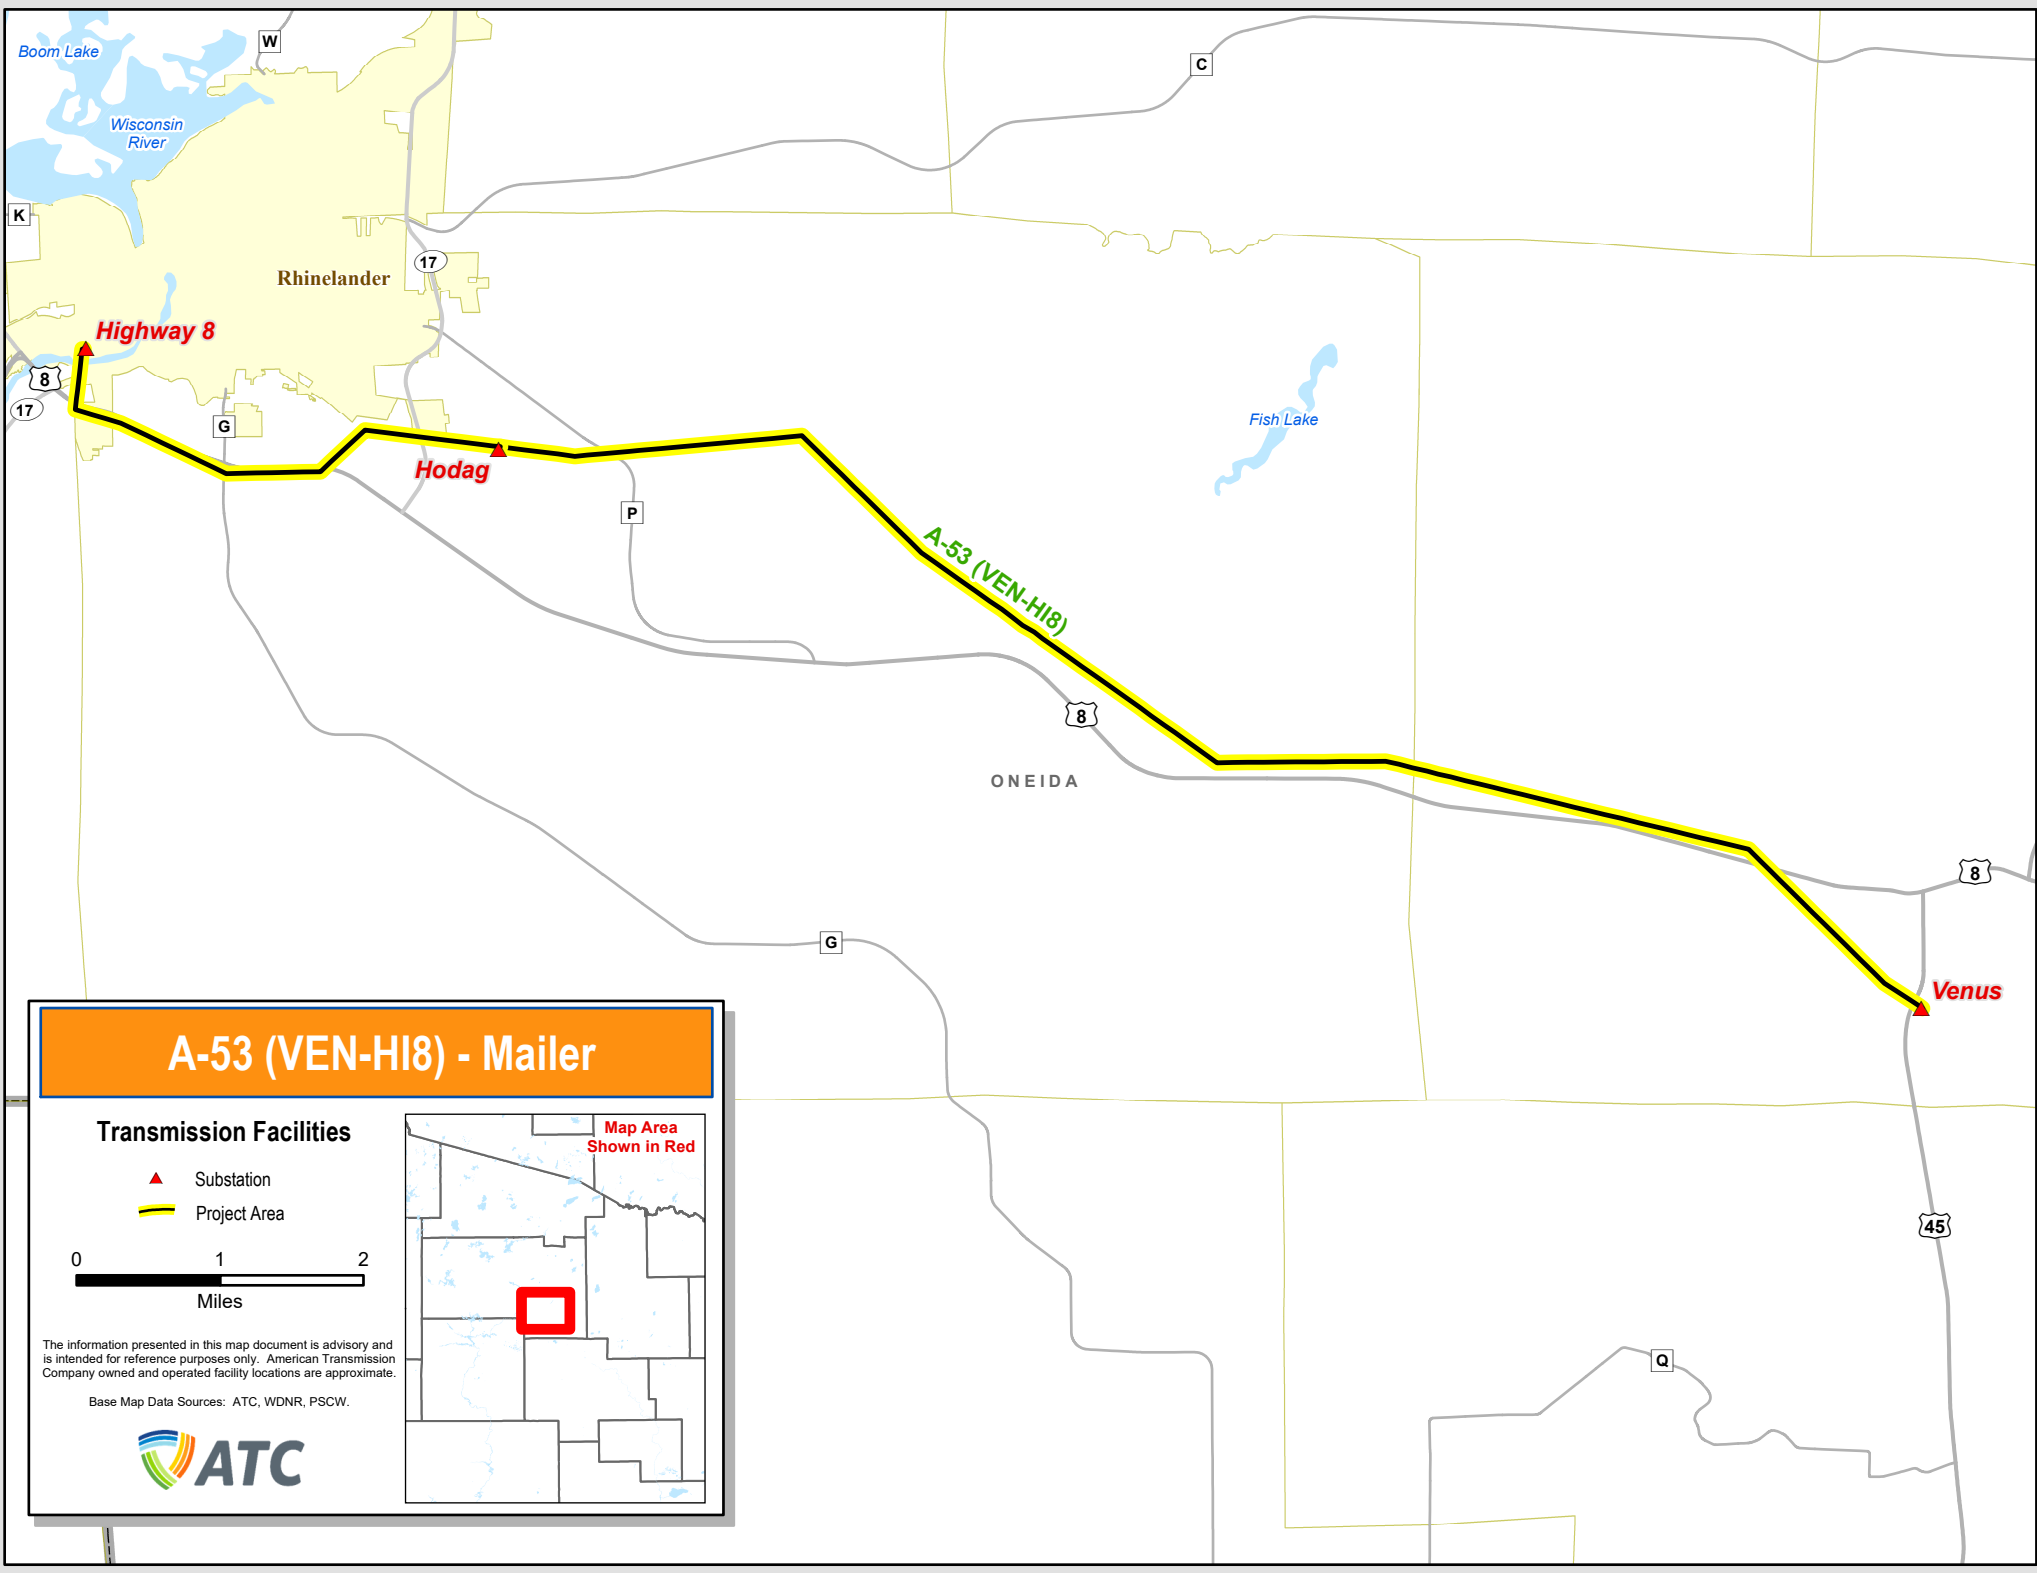 Boom Lake
W
C
Wisconsin
River
K
17
Rhinelander
Highway 8
8
17
G
Fish Lake
Hodag
P
A-53 (VEN-HI8)
8
ONEIDA
8
G
Venus
A-53 (VEN-HI8) - Mailer
Transmission Facilities
Substation
Project Area
0 1 2
Miles
The information presented in this map document is advisory and
is intended for reference purposes only. American Transmission
Company owned and operated facility locations are approximate.
Base Map Data Sources: ATC, WDNR, PSCW.
ATC
Map Area
Shown in Red
45
Q